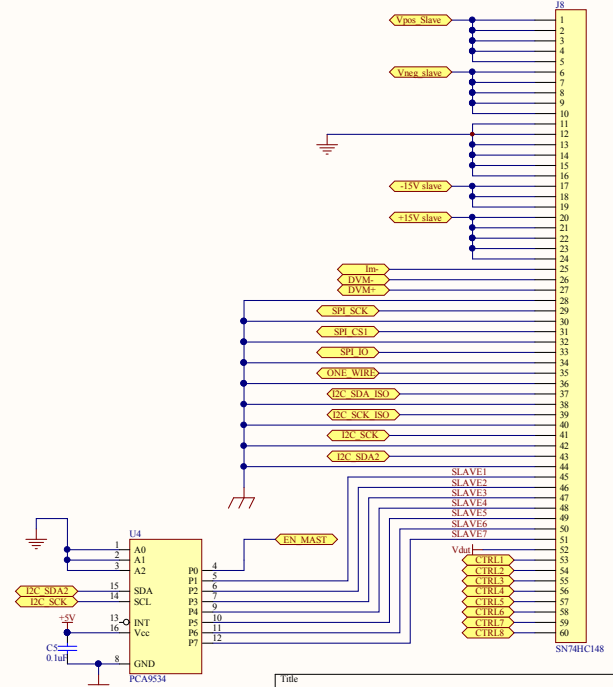 J8
Vpos_Slave 1
2
3
4
5
Vneg_slave 6
7
8
9
10
11
12
13
14
15
16
-15V slave 17
18
19
+15V slave 20
21
22
23
24
Im- 25
DVM- 26
DVM+ 27
28
SPI_SCK 29
30
SPI_CS1 31
32
SPI_IO 33
34
ONE_WIRE 35
36
I2C_SDA_ISO 37
38
I2C_SCK_ISO 39
40
I2C_SCK 41
42
I2C_SDA2 43
44
SLAVE1 45
SLAVE2 46
SLAVE3 47
SLAVE4 48
SLAVE5 49
SLAVE6 50
SLAVE7 51
Vdut 52
CTRL1 53
CTRL2 54
CTRL3 55
CTRL4 56
CTRL5 57
CTRL6 58
CTRL7 59
CTRL8 60
SN74HC148
U4
1 A0
2 A1
3 A2
I2C_SDA2 15 SDA
I2C_SCK 14 SCL
13 INT
+5V 16 Vcc
8 GND
C5
0.1uF
P0 4 EN_MAST
P1 5
P2 6
P3 7
P4 9
P5 10
P6 11
P7 12
PCA9534
Title